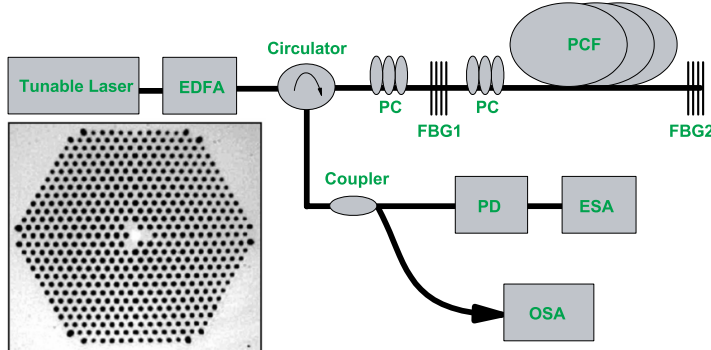 Circulator
PCF
Tunable Laser
EDFA
PC
FBG1
PC
FBG2
Coupler
PD
ESA
OSA